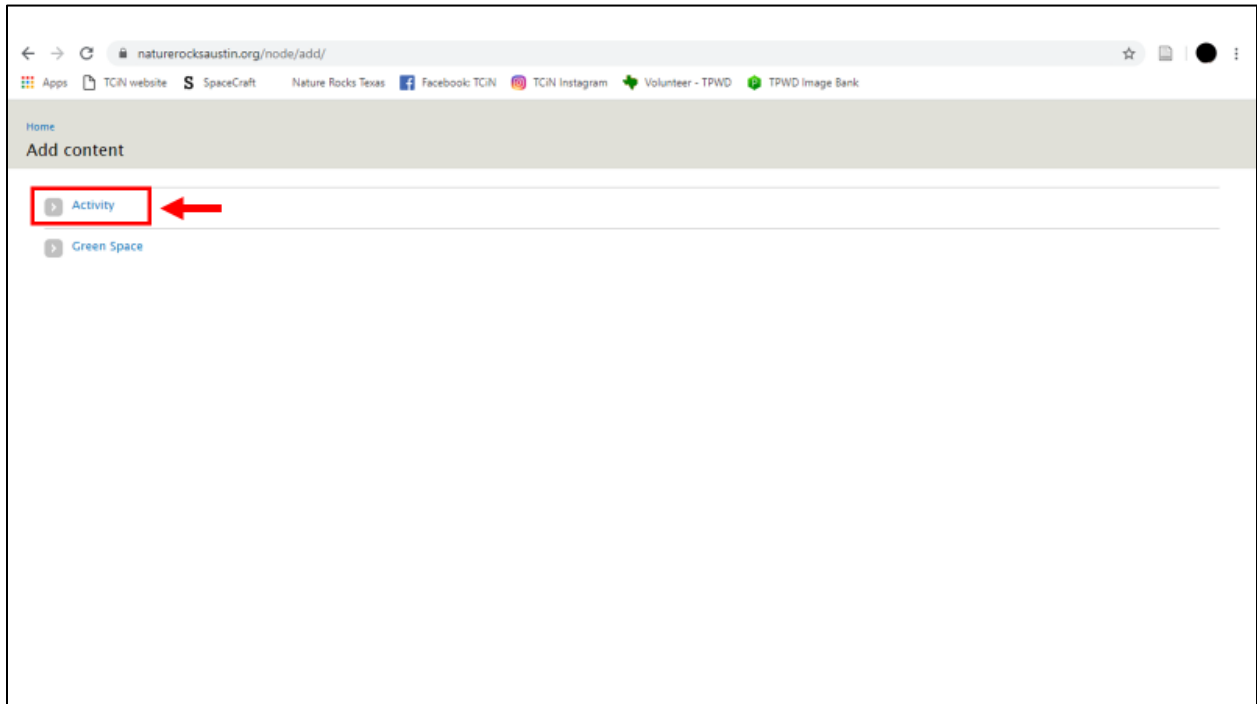 naturerocksaustin.org/node/add/
Apps TCiN website SpaceCraft Nature Rocks Texas Facebook: TCiN TCiN Instagram Volunteer - TPWD TPWD Image Bank
Home
Add content
Activity
Green Space